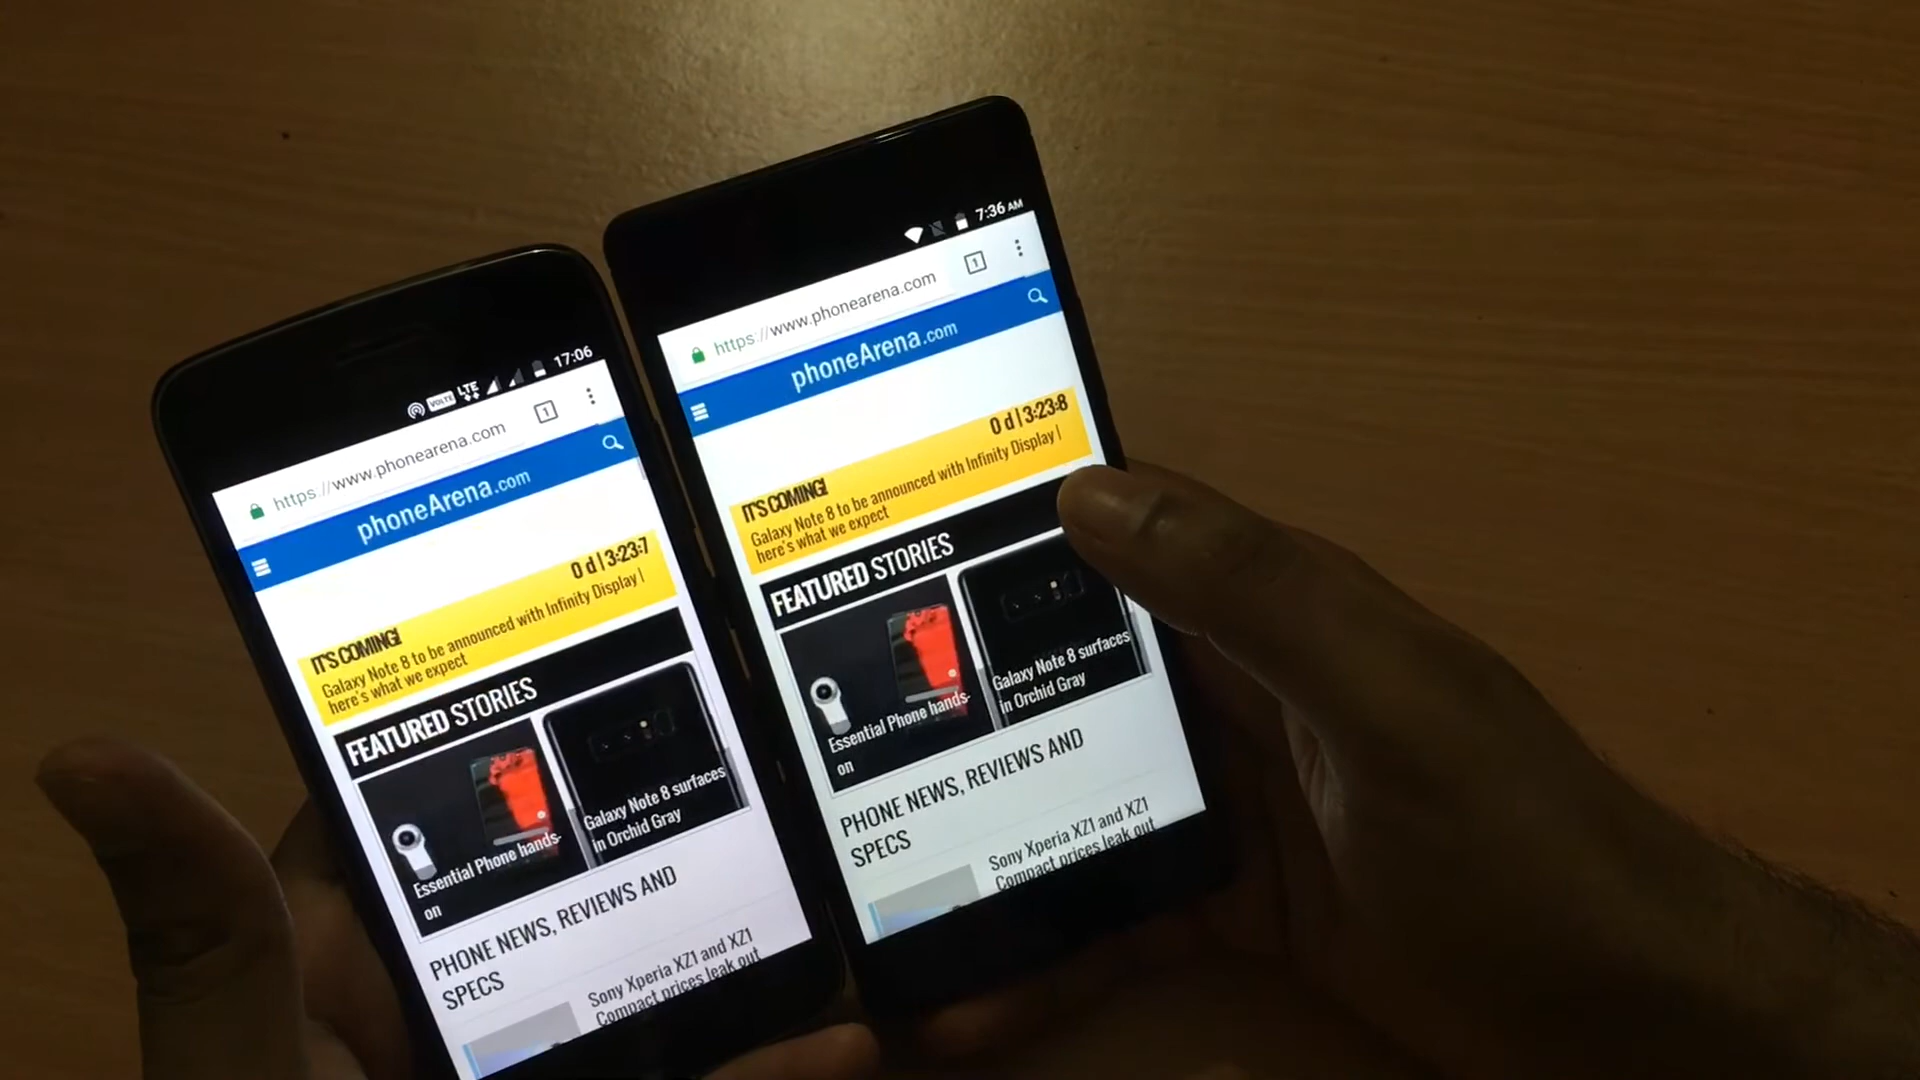 VOLTE LTE 17:06
https://www.phonearena.com 1
phoneArena.com
0 d | 3:23:7
IT'S COMING!
Galaxy Note 8 to be announced with Infinity Display |
here's what we expect
FEATURED STORIES
Essential Phone hands-
on
Galaxy Note 8 surfaces
in Orchid Gray
PHONE NEWS, REVIEWS AND
SPECS
Sony Xperia XZ1 and XZ1
Compact prices leak out
7:36 AM
https://www.phonearena.com 1
phoneArena.com
0 d | 3:23:8
IT'S COMING!
Galaxy Note 8 to be announced with Infinity Display |
here's what we expect
FEATURED STORIES
Essential Phone hands-
on
Galaxy Note 8 surfaces
in Orchid Gray
PHONE NEWS, REVIEWS AND
SPECS
Sony Xperia XZ1 and XZ1
Compact prices leak out